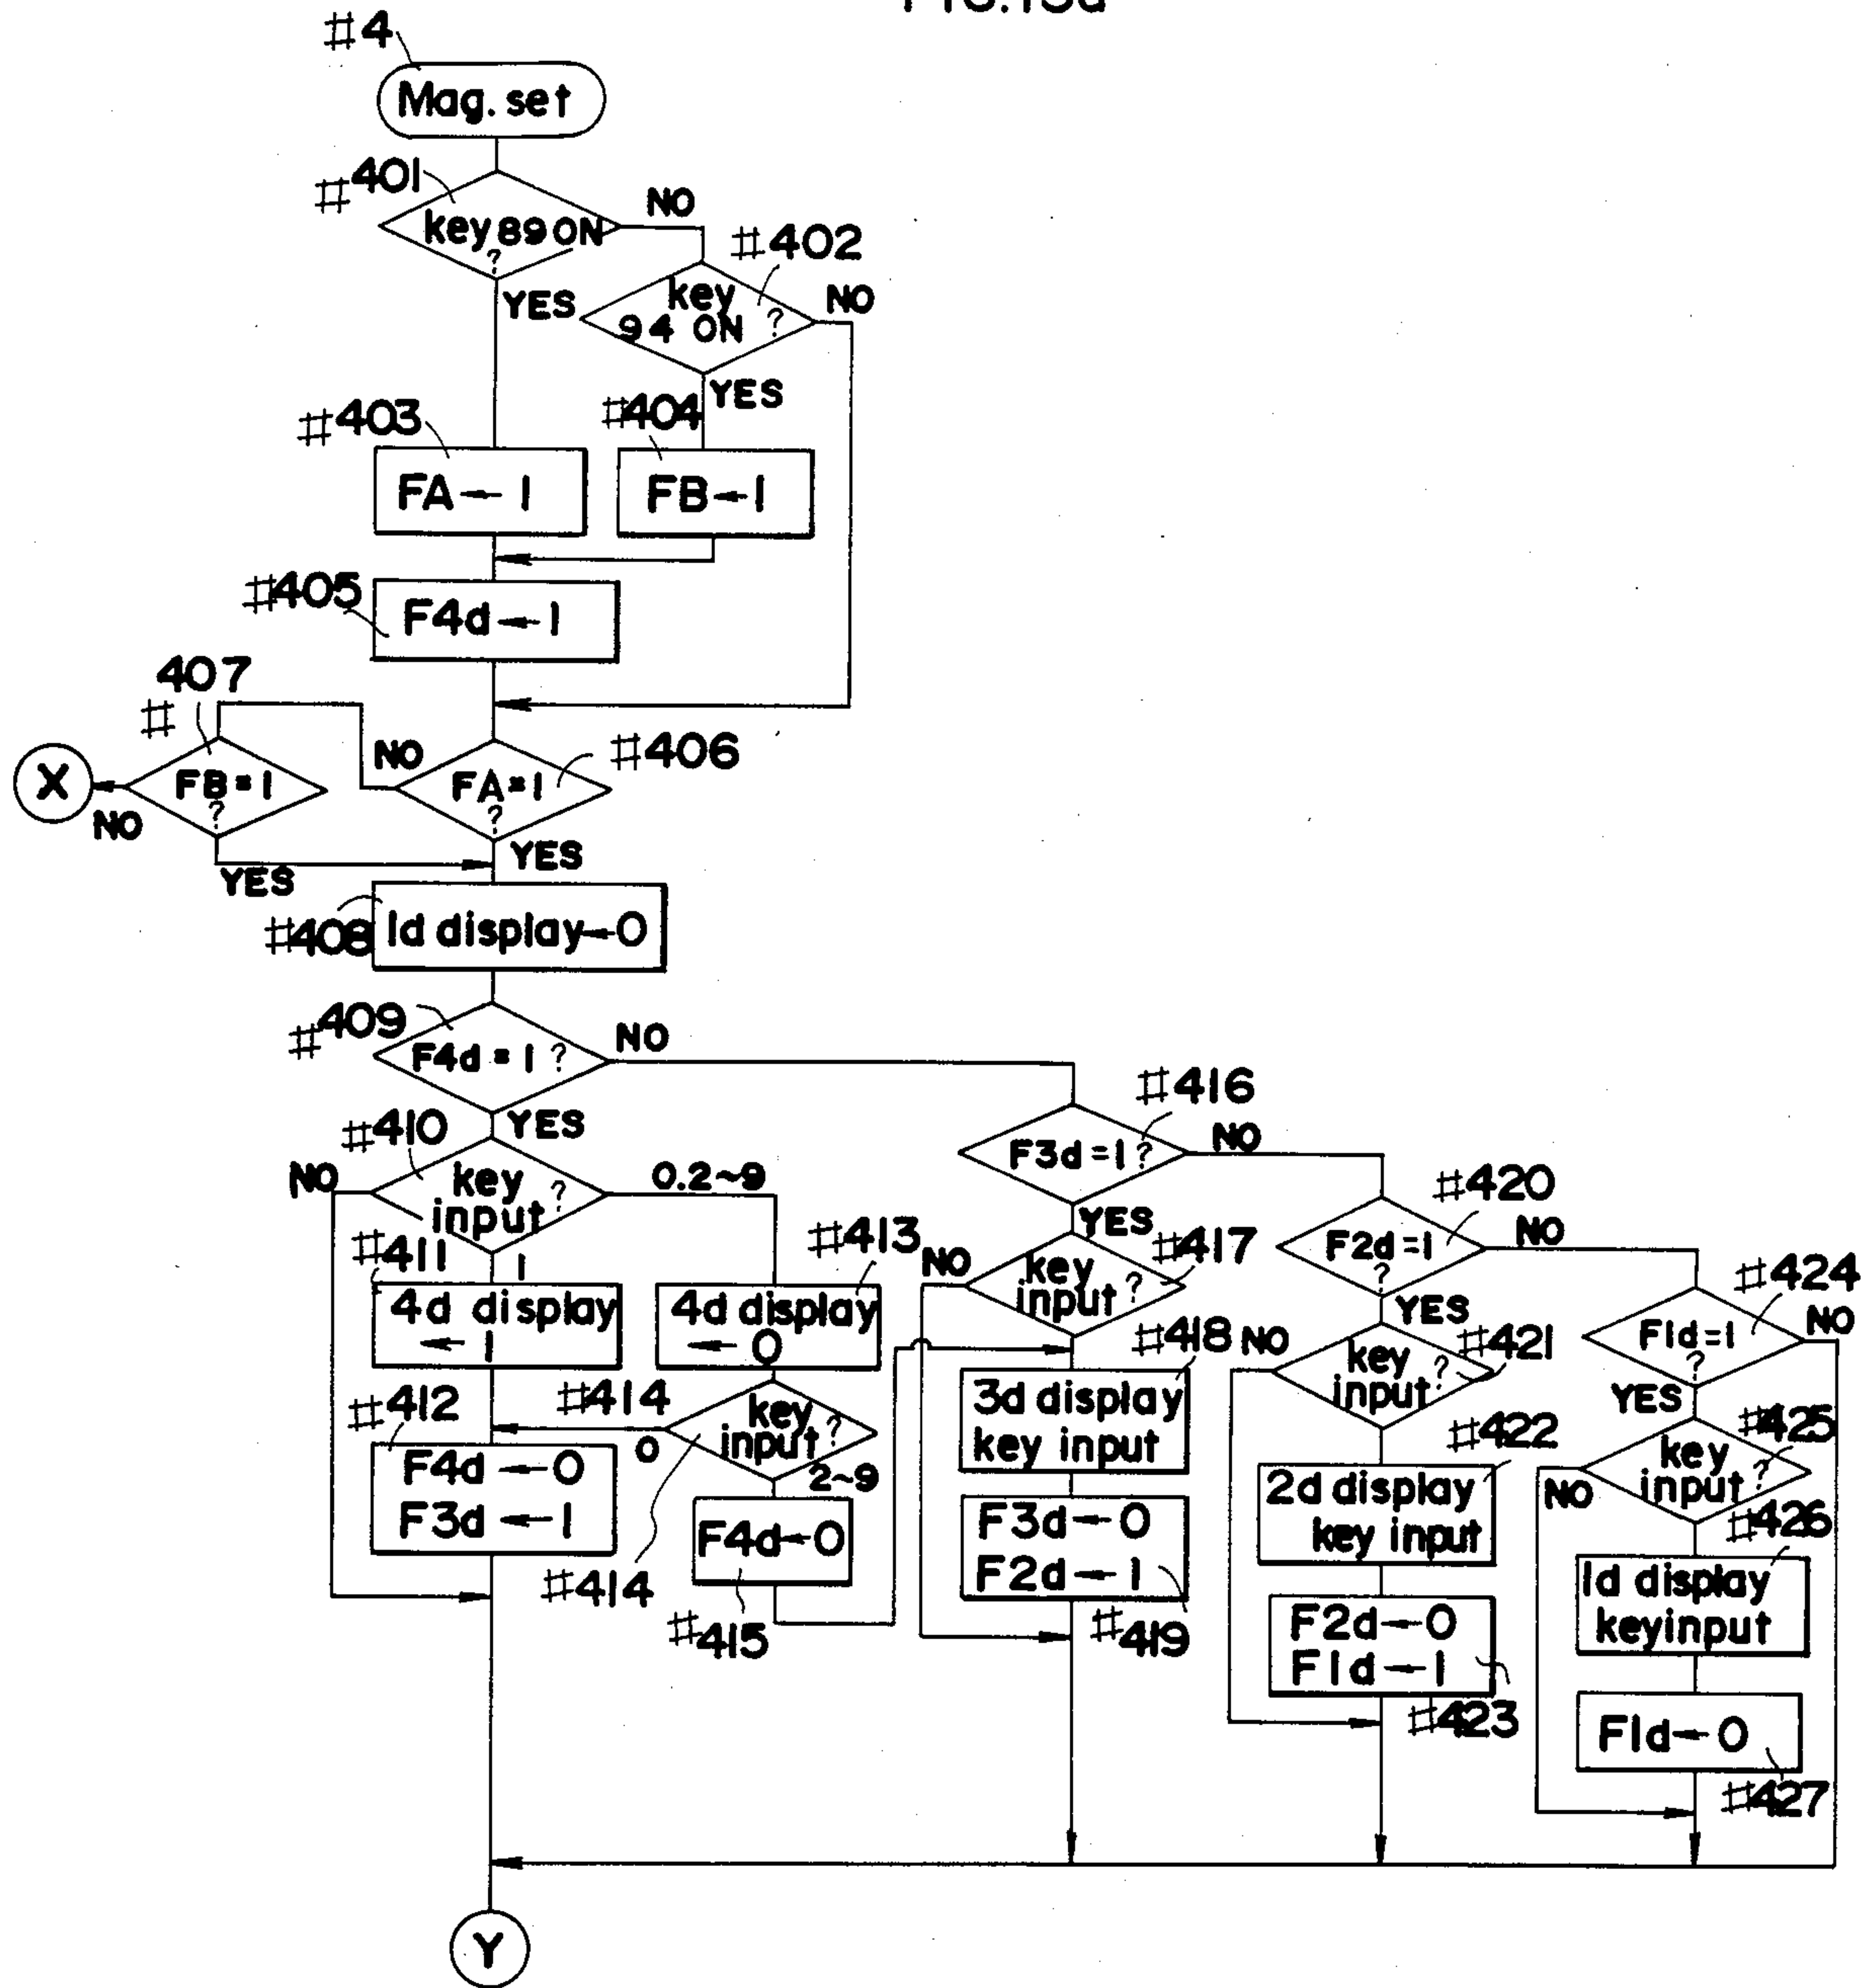 #4
Mag. set
#401
key 89 ON
?
NO
YES
#402
key
94 ON ?
NO
YES
#403
FA ← 1
#404
FB ← 1
#405
F4d ← 1
#407
FB = 1
?
NO
YES
X
#406
FA = 1
?
NO
YES
#408
1d display ← 0
#409
F4d = 1 ?
NO
YES
#410
key
input ?
NO
0.2~9
1
#411
4d display
← 1
#412
F4d ← 0
F3d ← 1
#413
4d display
← 0
#414
key
input ?
0
2~9
#414
F4d ← 0
#415
#416
F3d = 1 ?
NO
YES
#417
key
input ?
NO
#418
3d display
key input
F3d ← 0
F2d ← 1
#419
#420
F2d = 1
?
NO
YES
#421
key
input ?
NO
#422
2d display
key input
F2d ← 0
F1d ← 1
#423
#424
F1d = 1
?
NO
YES
#425
key
input ?
NO
#426
1d display
keyinput
F1d ← 0
#427
Y